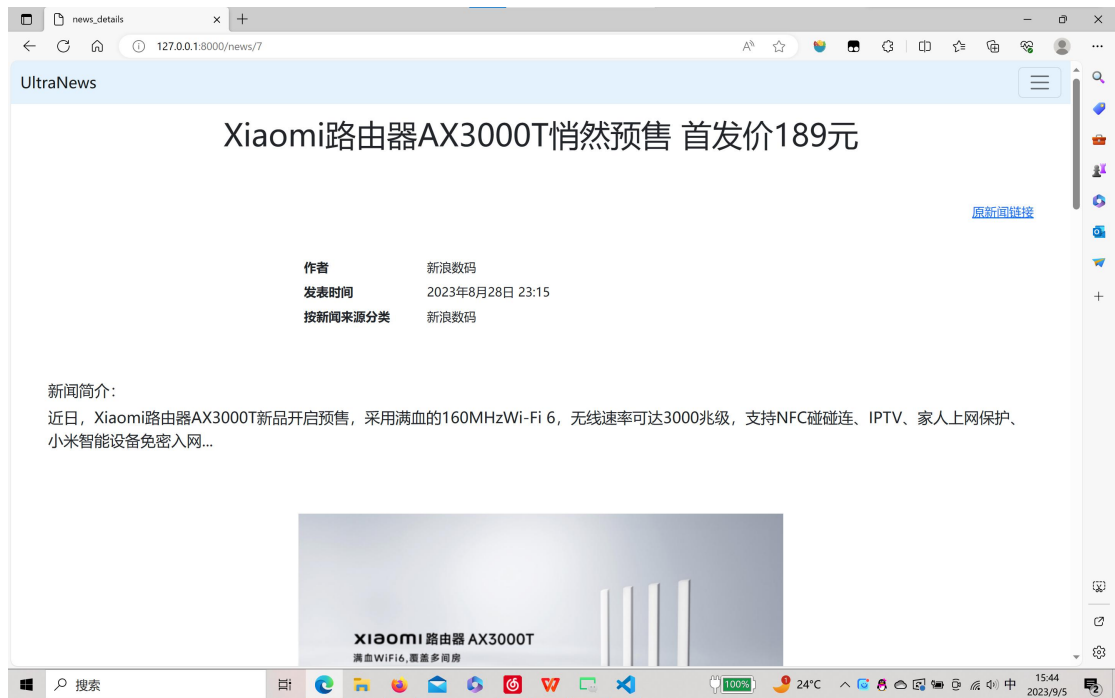 news_details
127.0.0.1:8000/news/7
UltraNews
Xiaomi路由器AX3000T悄然预售 首发价189元
原新闻链接
作者 新浪数码
发表时间 2023年8月28日 23:15
按新闻来源分类 新浪数码
新闻简介：
近日，Xiaomi路由器AX3000T新品开启预售，采用满血的160MHzWi-Fi 6，无线速率可达3000兆级，支持NFC碰碰连、IPTV、家人上网保护、
小米智能设备免密入网...
xiaomi 路由器 AX3000T
满血WiFi6,覆盖多间房
搜索
100%
24°C
中
15:44
2023/9/5